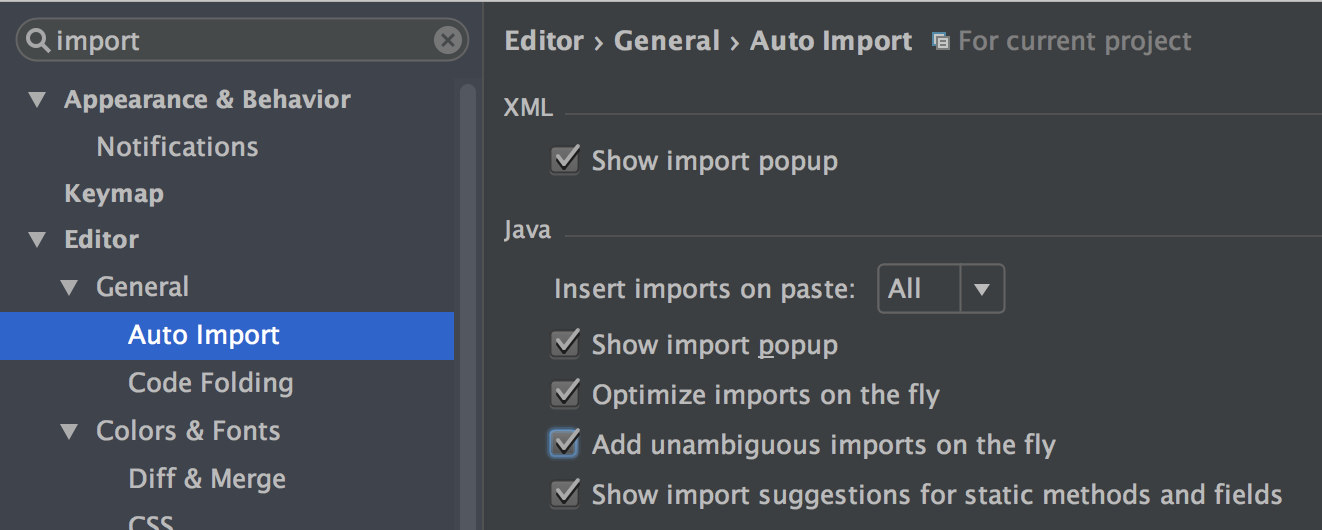 import
Appearance & Behavior
Notifications
Keymap
Editor
General
Auto Import
Code Folding
Colors & Fonts
Diff & Merge
CSS
Editor › General › Auto Import For current project
XML
Show import popup
Java
Insert imports on paste: All
Show import popup
Optimize imports on the fly
Add unambiguous imports on the fly
Show import suggestions for static methods and fields